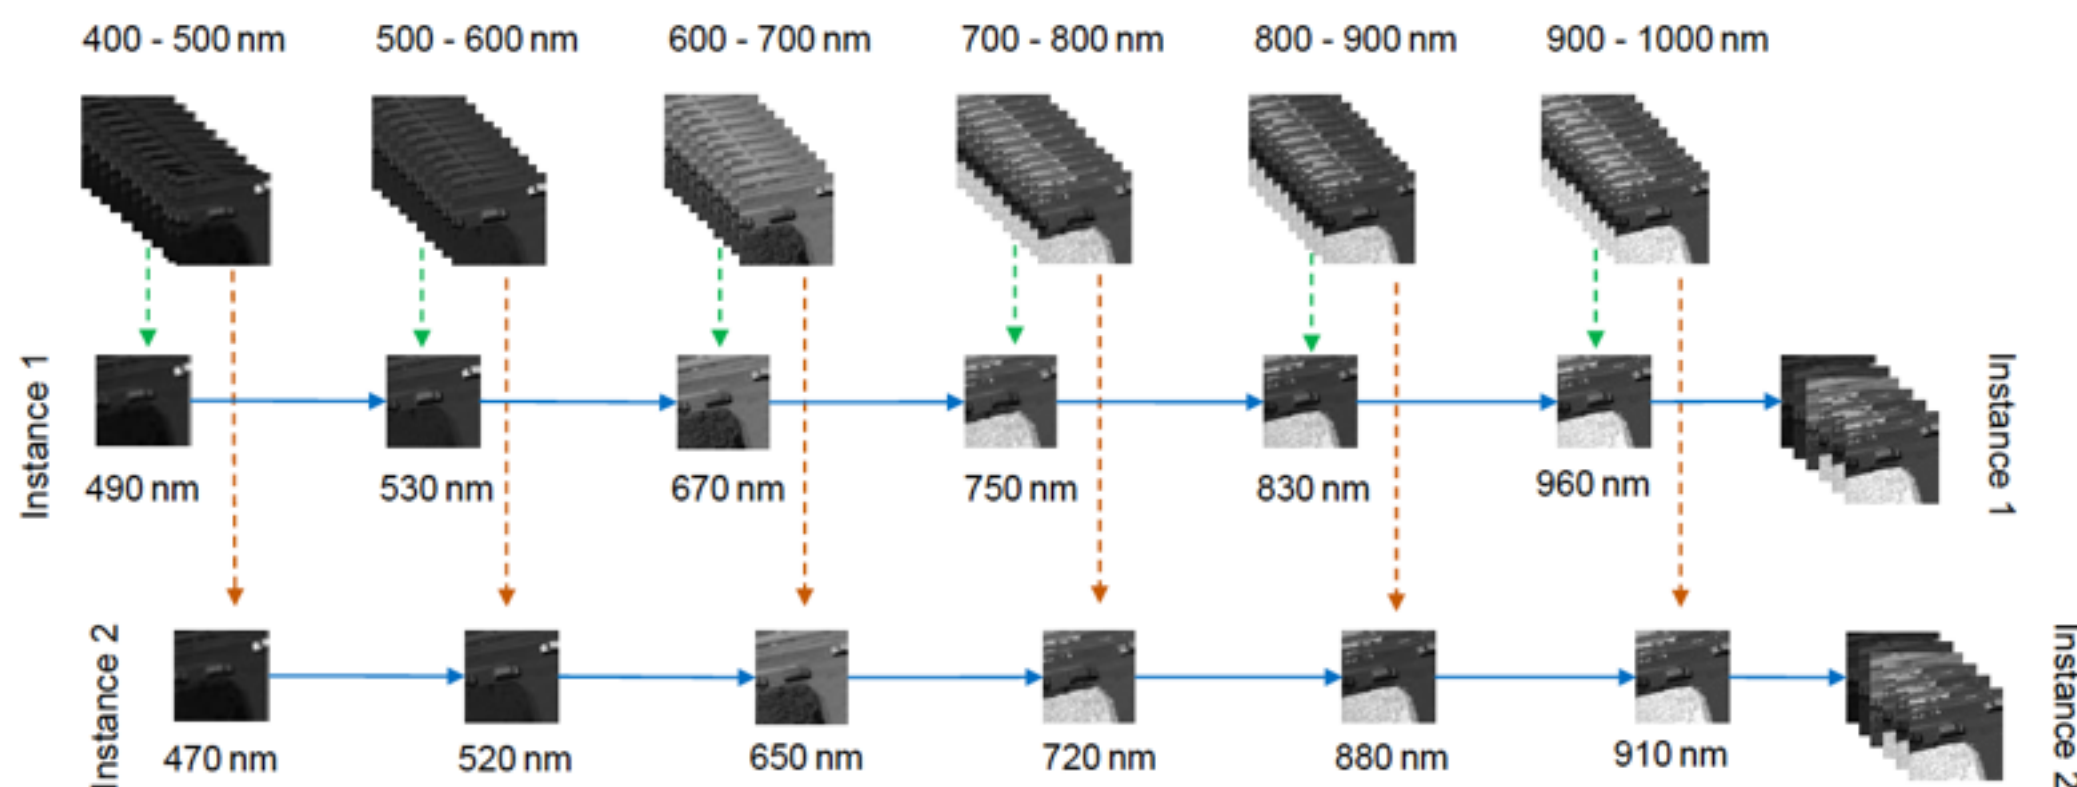 400 - 500 nm
500 - 600 nm
600 - 700 nm
700 - 800 nm
800 - 900 nm
900 - 1000 nm
Instance 1
490 nm
530 nm
670 nm
750 nm
830 nm
960 nm
Instance 1
Instance 2
470 nm
520 nm
650 nm
720 nm
880 nm
910 nm
Instance 2